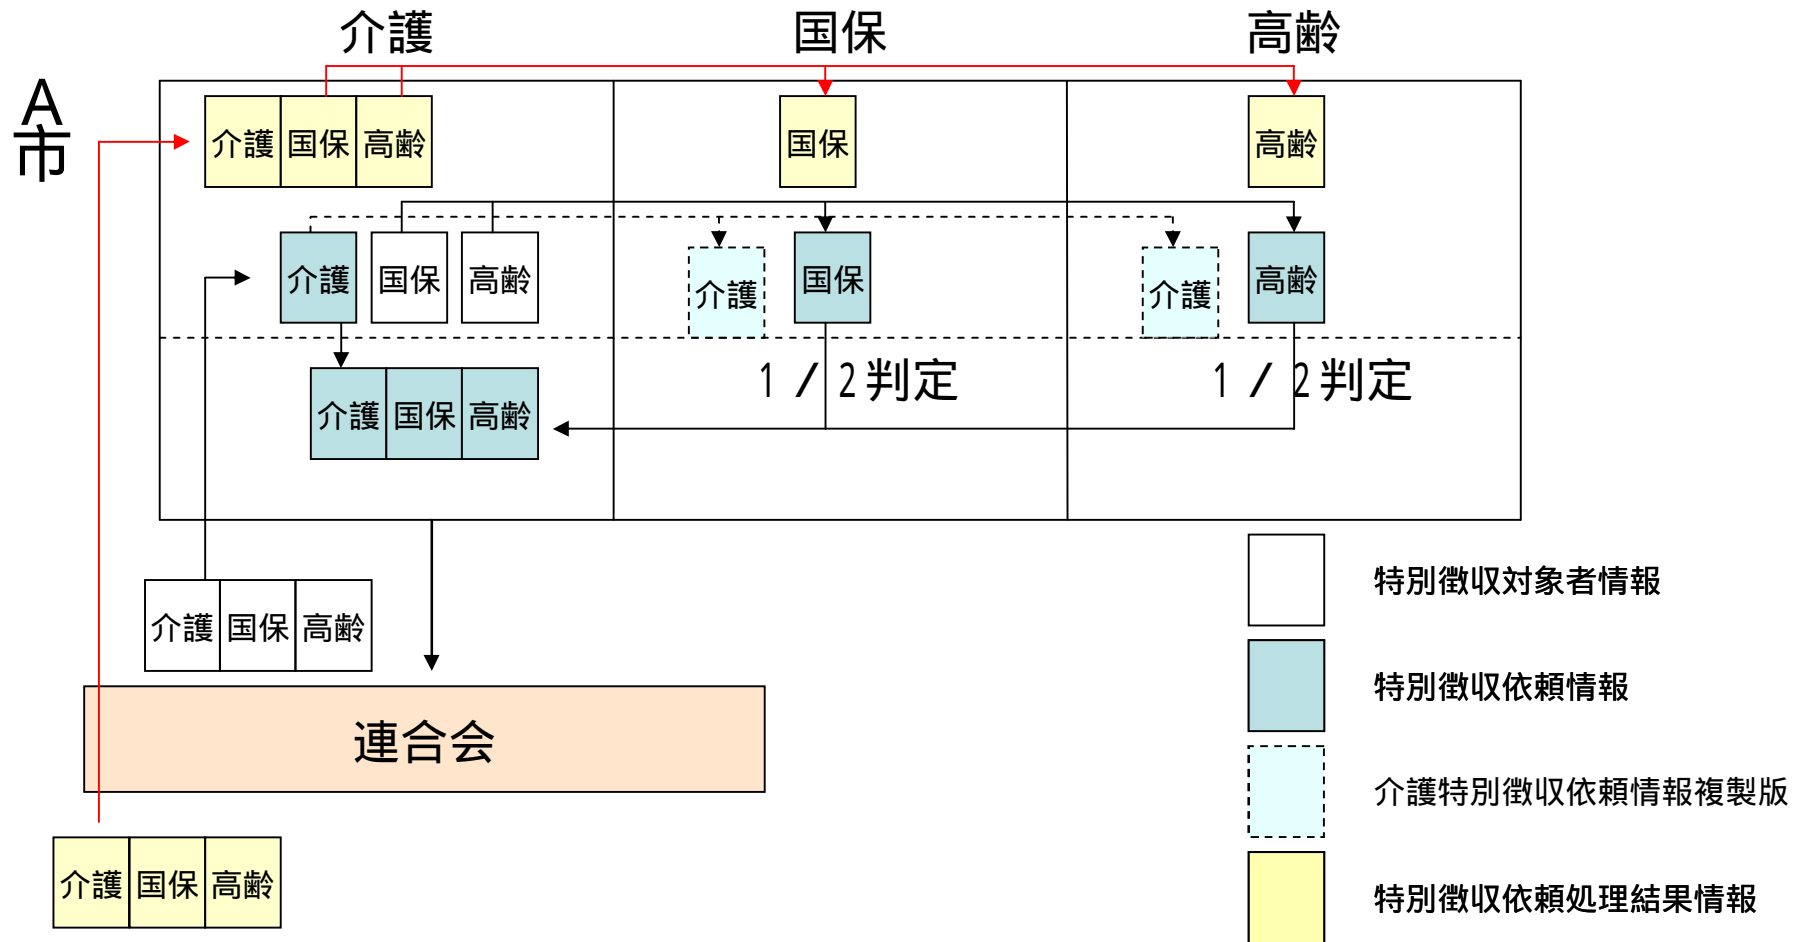 介護 国保 高齢
A市
介護 国保 高齢 国保 高齢
介護 国保 高齢 介護 国保 介護 高齢
1/2判定 1/2判定
介護 国保 高齢
特別徴収対象者情報
介護 国保 高齢
特別徴収依頼情報
連合会
介護特別徴収依頼情報複製版
介護 国保 高齢
特別徴収依頼処理結果情報